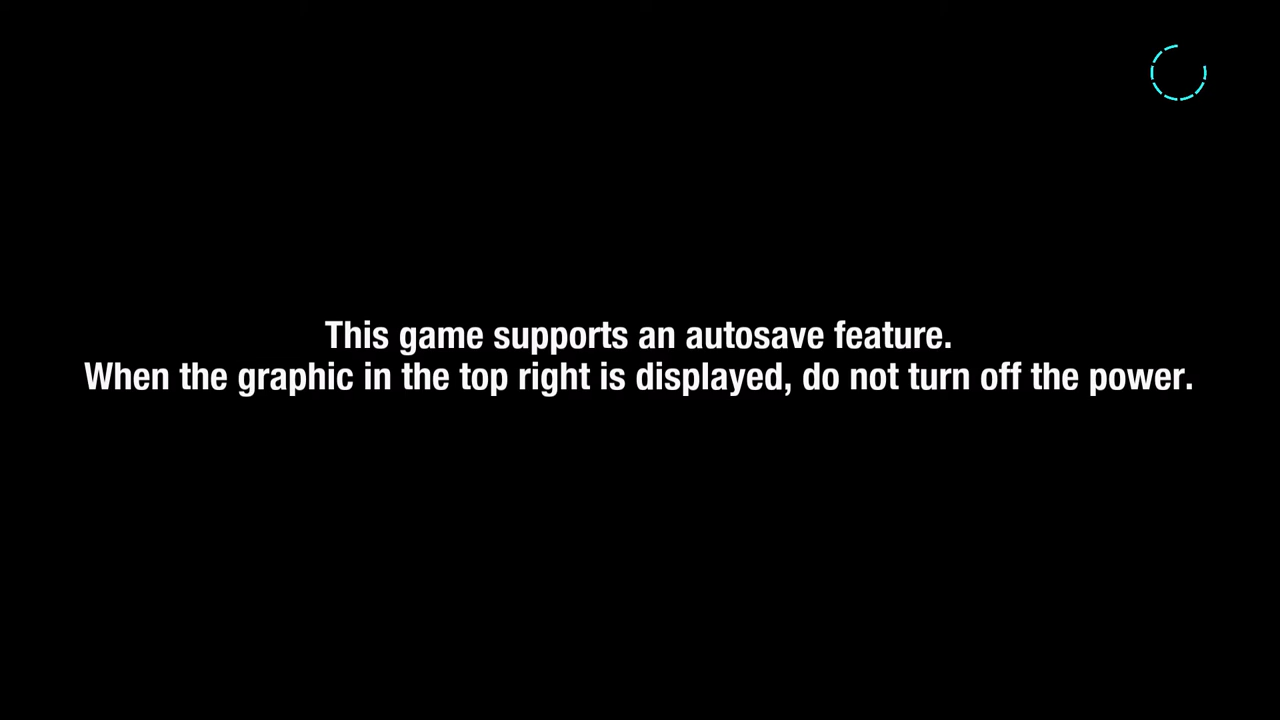 This game supports an autosave feature.
When the graphic in the top right is displayed, do not turn off the power.